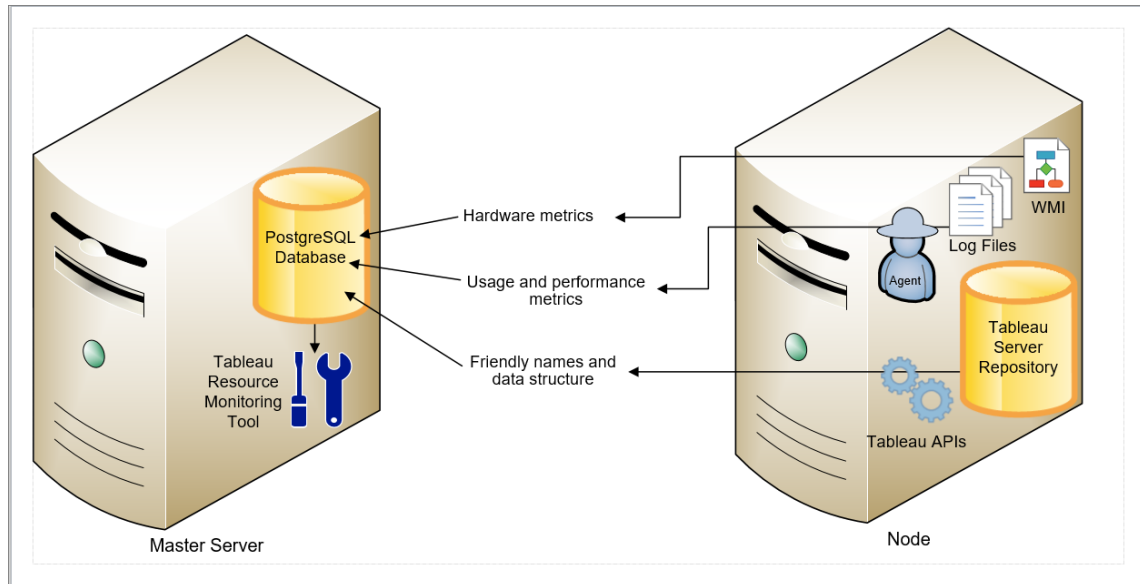 PostgreSQL
Database
Tableau
Resource
Monitoring
Tool
Master Server
Hardware metrics
Usage and performance
metrics
Friendly names and
data structure
WMI
Log Files
Agent
Tableau
Server
Repository
Tableau APIs
Node